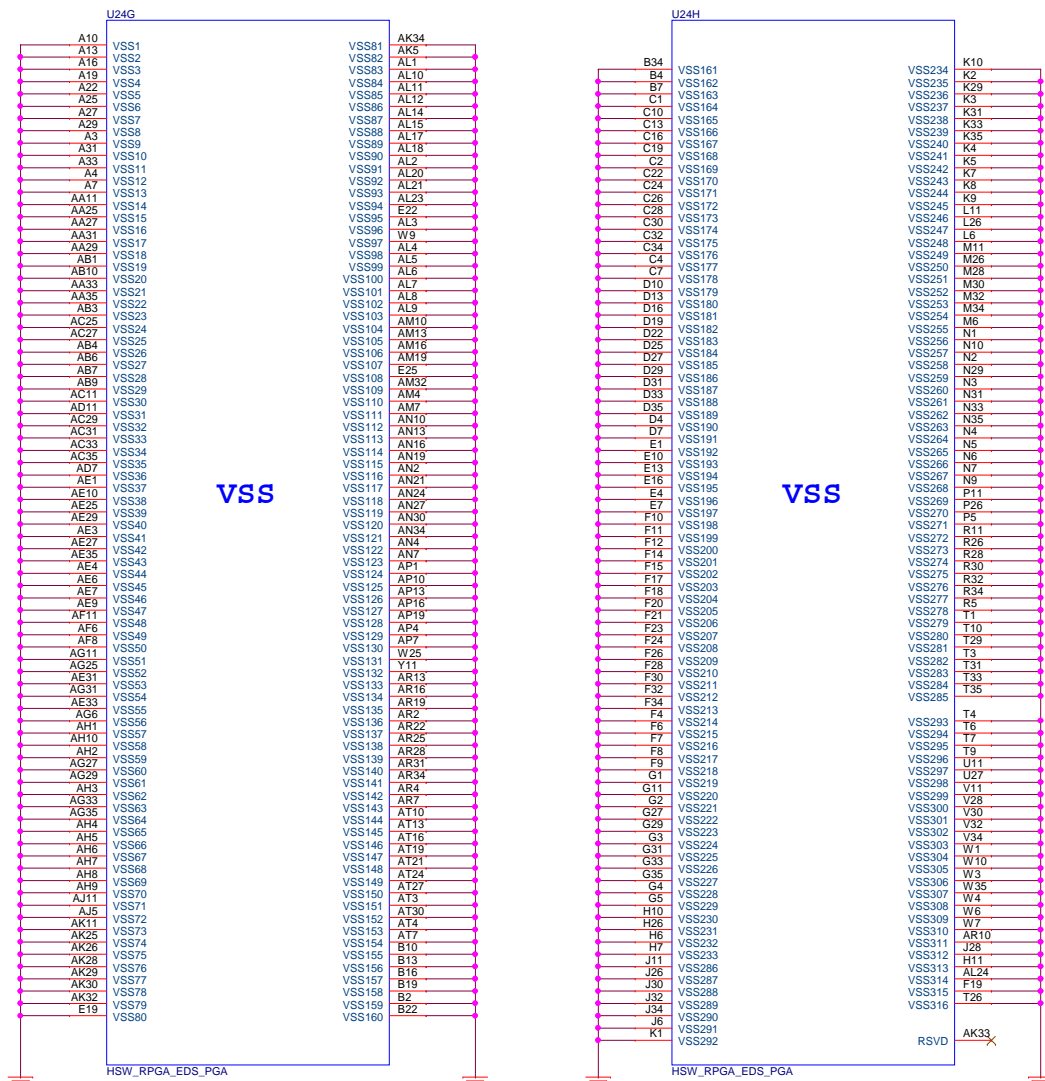 U24G
A10 VSS1
A13 VSS2
A16 VSS3
A19 VSS4
A22 VSS5
A25 VSS6
A27 VSS7
A29 VSS8
A3 VSS9
A31 VSS10
A33 VSS11
A4 VSS12
A7 VSS13
AA11 VSS14
AA25 VSS15
AA27 VSS16
AA31 VSS17
AA29 VSS18
AB1 VSS19
AB10 VSS20
AA33 VSS21
AA35 VSS22
AB3 VSS23
AC25 VSS24
AC27 VSS25
AB4 VSS26
AB6 VSS27
AB7 VSS28
AB9 VSS29
AC11 VSS30
AD11 VSS31
AC29 VSS32
AC31 VSS33
AC33 VSS34
AC35 VSS35
AD7 VSS36
AE1 VSS37
AE10 VSS38
AE25 VSS39
AE29 VSS40
AE3 VSS41
AE27 VSS42
AE35 VSS43
AE4 VSS44
AE6 VSS45
AE7 VSS46
AE9 VSS47
AF11 VSS48
AF6 VSS49
AF8 VSS50
AG11 VSS51
AG25 VSS52
AE31 VSS53
AG31 VSS54
AE33 VSS55
AG6 VSS56
AH1 VSS57
AH10 VSS58
AH2 VSS59
AG27 VSS60
AG29 VSS61
AH3 VSS62
AG33 VSS63
AG35 VSS64
AH4 VSS65
AH5 VSS66
AH6 VSS67
AH7 VSS68
AH8 VSS69
AH9 VSS70
AJ11 VSS71
AJ5 VSS72
AK11 VSS73
AK25 VSS74
AK26 VSS75
AK28 VSS76
AK29 VSS77
AK30 VSS78
AK32 VSS79
E19 VSS80
VSS
VSS81 AK34
VSS82 AK5
VSS83 AL1
VSS84 AL10
VSS85 AL11
VSS86 AL12
VSS87 AL14
VSS88 AL15
VSS89 AL17
VSS90 AL18
VSS91 AL2
VSS92 AL20
VSS93 AL21
VSS94 AL23
VSS95 E22
VSS96 AL3
VSS97 W9
VSS98 AL4
VSS99 AL5
VSS100 AL6
VSS101 AL7
VSS102 AL8
VSS103 AL9
VSS104 AM10
VSS105 AM13
VSS106 AM16
VSS107 AM19
VSS108 E25
VSS109 AM32
VSS110 AM4
VSS111 AM7
VSS112 AN10
VSS113 AN13
VSS114 AN16
VSS115 AN19
VSS116 AN2
VSS117 AN21
VSS118 AN24
VSS119 AN27
VSS120 AN30
VSS121 AN34
VSS122 AN4
VSS123 AN7
VSS124 AP1
VSS125 AP10
VSS126 AP13
VSS127 AP16
VSS128 AP19
VSS129 AP4
VSS130 AP7
VSS131 W25
VSS132 Y11
VSS133 AR13
VSS134 AR16
VSS135 AR19
VSS136 AR2
VSS137 AR22
VSS138 AR25
VSS139 AR28
VSS140 AR31
VSS141 AR34
VSS142 AR4
VSS143 AR7
VSS144 AT10
VSS145 AT13
VSS146 AT16
VSS147 AT19
VSS148 AT21
VSS149 AT24
VSS150 AT27
VSS151 AT3
VSS152 AT30
VSS153 AT4
VSS154 AT7
VSS155 B10
VSS156 B13
VSS157 B16
VSS158 B19
VSS159 B2
VSS160 B22
HSW_RPGA_EDS_PGA
U24H
B34 VSS161
B4 VSS162
B7 VSS163
C1 VSS164
C10 VSS165
C13 VSS166
C16 VSS167
C19 VSS168
C2 VSS169
C22 VSS170
C24 VSS171
C26 VSS172
C28 VSS173
C30 VSS174
C32 VSS175
C34 VSS176
C4 VSS177
C7 VSS178
D10 VSS179
D13 VSS180
D16 VSS181
D19 VSS182
D22 VSS183
D25 VSS184
D27 VSS185
D29 VSS186
D31 VSS187
D33 VSS188
D35 VSS189
D4 VSS190
D7 VSS191
E1 VSS192
E10 VSS193
E13 VSS194
E16 VSS195
E4 VSS196
E7 VSS197
F10 VSS198
F11 VSS199
F12 VSS200
F14 VSS201
F15 VSS202
F17 VSS203
F18 VSS204
F20 VSS205
F21 VSS206
F23 VSS207
F24 VSS208
F26 VSS209
F28 VSS210
F30 VSS211
F32 VSS212
F34 VSS213
F4 VSS214
F6 VSS215
F7 VSS216
F8 VSS217
F9 VSS218
G1 VSS219
G11 VSS220
G2 VSS221
G27 VSS222
G29 VSS223
G3 VSS224
G31 VSS225
G33 VSS226
G35 VSS227
G4 VSS228
G5 VSS229
H10 VSS230
H26 VSS231
H6 VSS232
H7 VSS233
J11 VSS286
J26 VSS287
J30 VSS288
J32 VSS289
J34 VSS290
J6 VSS291
K1 VSS292
VSS
VSS234 K10
VSS235 K2
VSS236 K29
VSS237 K3
VSS238 K31
VSS239 K33
VSS240 K35
VSS241 K4
VSS242 K5
VSS243 K7
VSS244 K8
VSS245 K9
VSS246 L11
VSS247 L26
VSS248 L6
VSS249 M11
VSS250 M26
VSS251 M28
VSS252 M30
VSS253 M32
VSS254 M34
VSS255 M6
VSS256 N1
VSS257 N10
VSS258 N2
VSS259 N29
VSS260 N3
VSS261 N31
VSS262 N33
VSS263 N35
VSS264 N4
VSS265 N5
VSS266 N6
VSS267 N7
VSS268 N9
VSS269 P11
VSS270 P26
VSS271 P5
VSS272 R11
VSS273 R26
VSS274 R28
VSS275 R30
VSS276 R32
VSS277 R34
VSS278 R5
VSS279 T1
VSS280 T10
VSS281 T29
VSS282 T3
VSS283 T31
VSS284 T33
VSS285 T35
VSS293 T4
VSS294 T6
VSS295 T7
VSS296 T9
VSS297 U11
VSS298 U27
VSS299 V11
VSS300 V28
VSS301 V30
VSS302 V32
VSS303 V34
VSS304 W1
VSS305 W10
VSS306 W3
VSS307 W35
VSS308 W4
VSS309 W6
VSS310 W7
VSS311 AR10
VSS312 J28
VSS313 H11
VSS314 AL24
VSS315 F19
VSS316 T26
RSVD AK33
HSW_RPGA_EDS_PGA